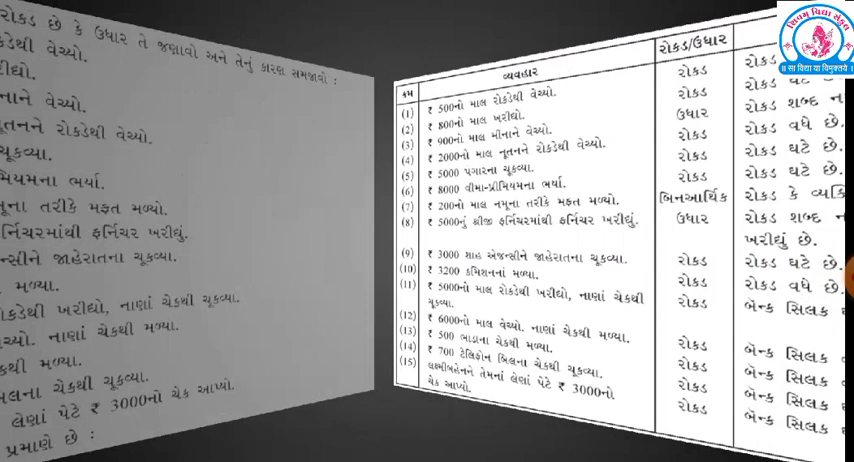 રોકડ છે કે ઉધાર તે જણાવો અને તેનું કારણ સમજાવો :
કડેથી વેચ્યો.
રીદ્યો.
નાને વેચ્યો.
નૂતનને રોકડેથી વેચ્યો.
ચૂકવ્યા.
મિયમના ભર્યા.
મૂના તરીકે મફત મળ્યો.
ર્નિચરમાંથી ફર્નિચર ખરીદ્યું.
ન્સીને જાહેરાતના ચૂકવ્યા.
મળ્યા.
ોકડેથી ખરીદ્યો, નાણાં ચેકથી ચૂકવ્યા.
ચ્યો. નાણાં ચેકથી મળ્યા.
કથી મળ્યા.
લના ચેકથી ચૂકવ્યા.
લેણાં પેટે ₹ 3000નો ચેક આપ્યો.
પ્રમાણે છે :
શિવમ્ વિદ્યા સંકુલ
॥ સા વિદ્યા યા વિમુક્તયે ॥
ક્રમ વ્યવહાર રોકડ/ઉધાર
(1) ₹ 500નો માલ રોકડેથી વેચ્યો. રોકડ રોકડ
(2) ₹ 800નો માલ ખરીદ્યો. રોકડ રોકડ ઘટે છે.
(3) ₹ 900નો માલ મીનાને વેચ્યો. ઉધાર રોકડ શબ્દ ન
(4) ₹ 2000નો માલ નૂતનને રોકડેથી વેચ્યો. રોકડ રોકડ વધે છે.
(5) ₹ 5000 પગારના ચૂકવ્યા. રોકડ રોકડ ઘટે છે.
(6) ₹ 8000 વીમા-પ્રીમિયમના ભર્યા. રોકડ રોકડ ઘટે છે.
(7) ₹ 200નો માલ નમૂના તરીકે મફત મળ્યો. બિનઆર્થિક રોકડ કે વ્યક્તિ
(8) ₹ 5000નું શ્રીજી ફર્નિચરમાંથી ફર્નિચર ખરીદ્યું. ઉધાર રોકડ શબ્દ ન
ખરીદ્યું છે.
(9) ₹ 3000 શાહ એજન્સીને જાહેરાતના ચૂકવ્યા. રોકડ રોકડ ઘટે છે.
(10) ₹ 3200 કમિશનનાં મળ્યા. રોકડ રોકડ વધે છે.
(11) ₹ 5000નો માલ રોકડેથી ખરીદ્યો, નાણાં ચેકથી રોકડ બૅન્ક સિલક
ચૂકવ્યા.
(12) ₹ 6000નો માલ વેચ્યો. નાણાં ચેકથી મળ્યા. રોકડ બૅન્ક સિલક
(13) ₹ 500 ભાડાના ચેકથી મળ્યા. રોકડ બૅન્ક સિલક
(14) ₹ 700 ટેલિફોન બિલના ચેકથી ચૂકવ્યા. રોકડ બૅન્ક સિલક
(15) લક્ષ્મીબહેનને તેમનાં લેણાં પેટે ₹ 3000નો રોકડ બૅન્ક સિલક
ચેક આપ્યો.